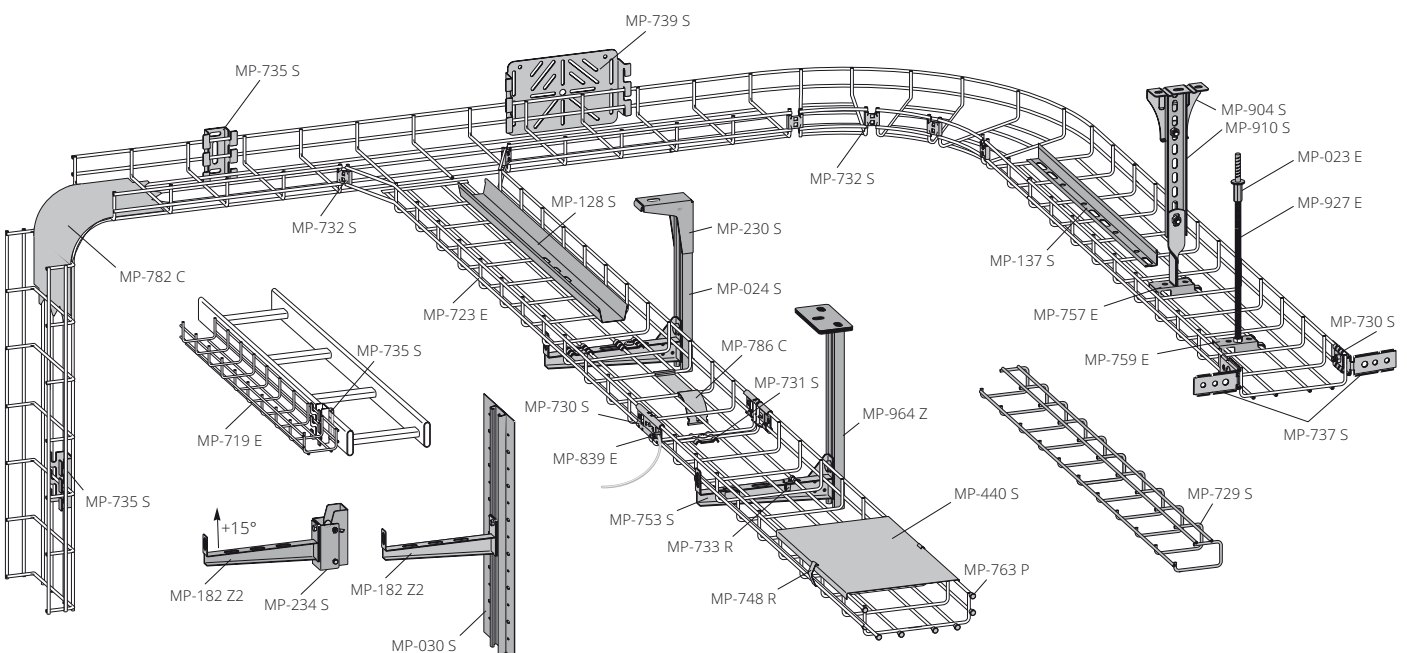 MP-739 S
MP-735 S
MP-904 S
MP-910 S
MP-023 E
MP-732 S
MP-128 S
MP-927 E
MP-732 S
MP-230 S
MP-137 S
MP-782 C
MP-024 S
MP-723 E
MP-757 E
MP-730 S
MP-786 C
MP-735 S
MP-759 E
MP-731 S
MP-730 S
MP-964 Z
MP-719 E
MP-737 S
MP-839 E
MP-735 S
MP-440 S
MP-729 S
MP-753 S
+15°
MP-733 R
MP-763 P
MP-182 Z2
MP-182 Z2
MP-234 S
MP-748 R
MP-030 S